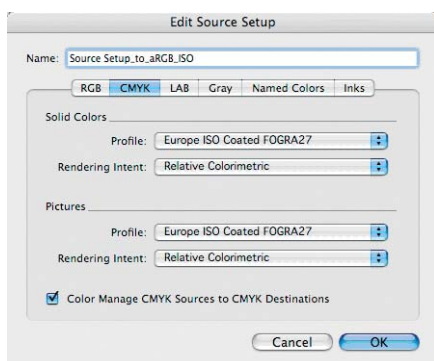 Edit Source Setup
Name: Source Setup_to_aRGB_ISO
RGB CMYK LAB Gray Named Colors Inks
Solid Colors
Profile: Europe ISO Coated FOGRA27
Rendering Intent: Relative Colorimetric
Pictures
Profile: Europe ISO Coated FOGRA27
Rendering Intent: Relative Colorimetric
Color Manage CMYK Sources to CMYK Destinations
Cancel OK